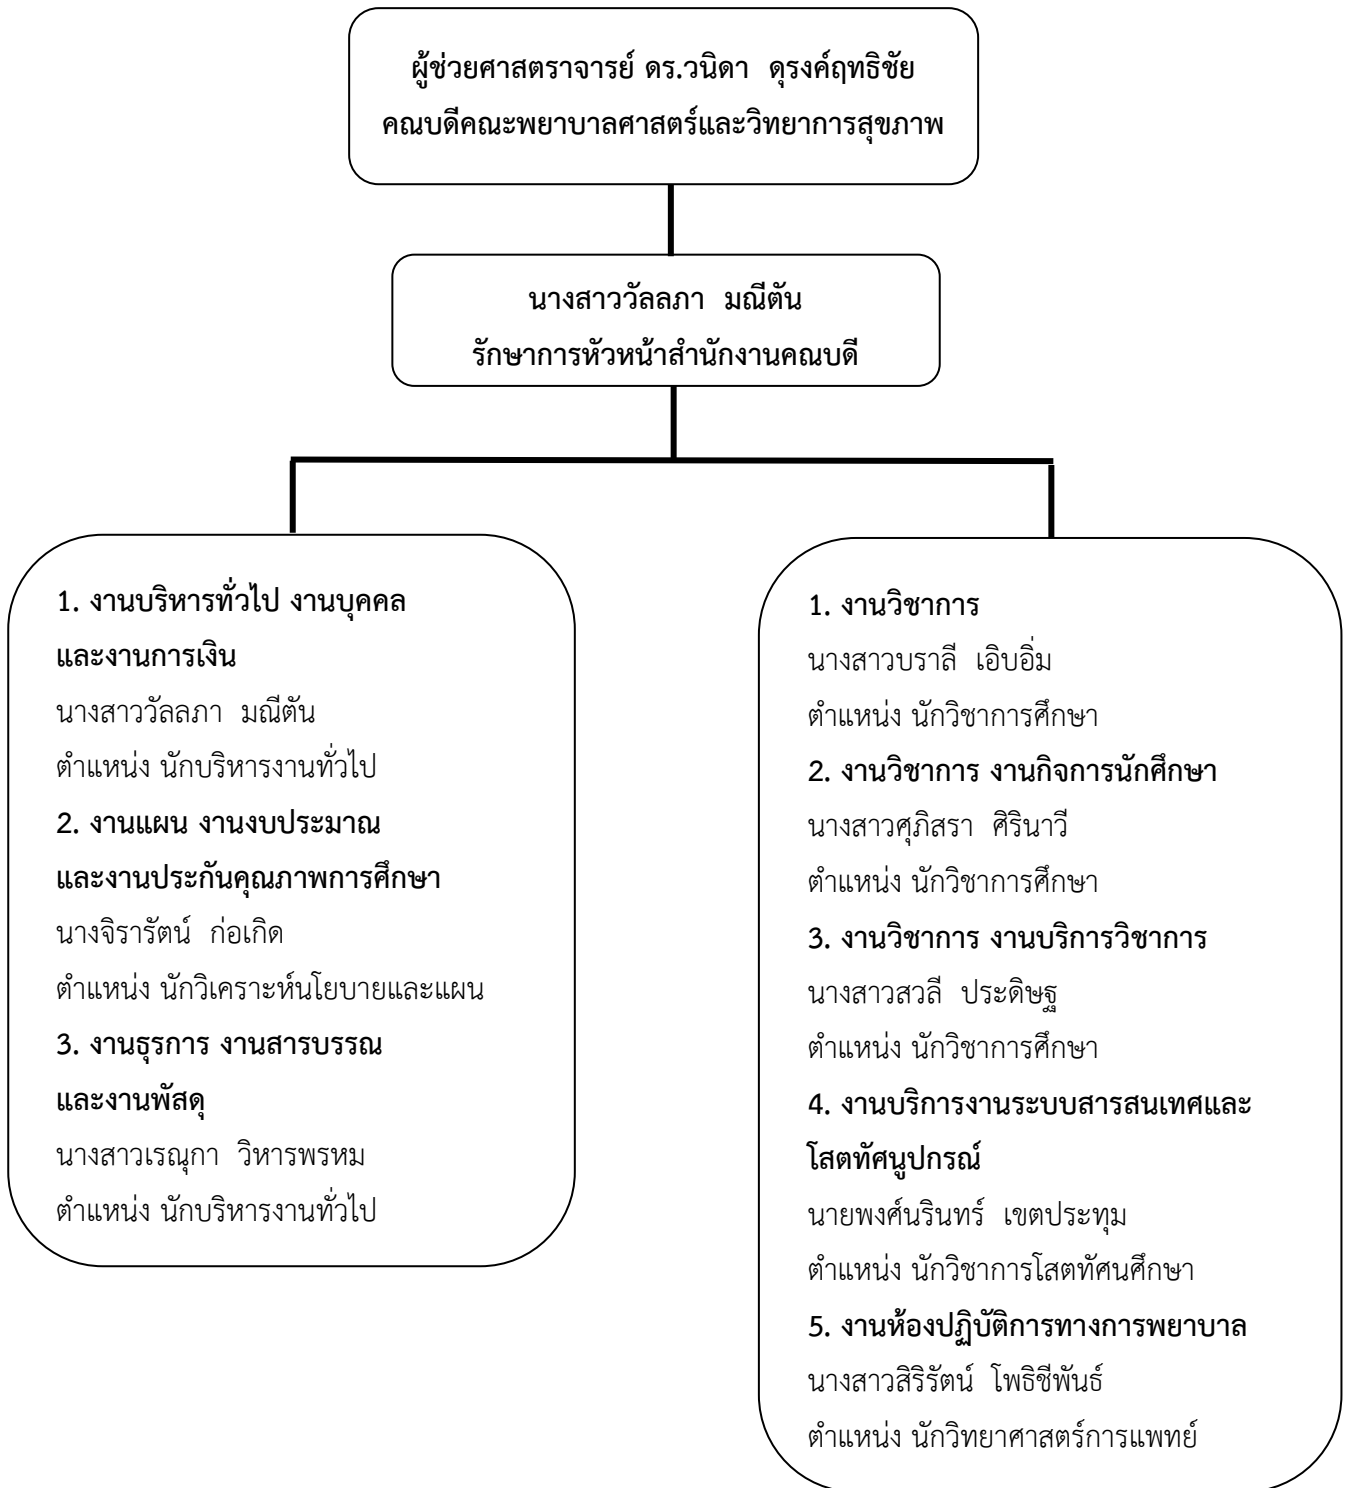 ผู้ช่วยศาสตราจารย์ ดร.วนิดา ดุรงค์ฤทธิชัย
คณบดีคณะพยาบาลศาสตร์และวิทยาการสุขภาพ
นางสาววัลลภา มณีตัน
รักษาการหัวหน้าสำนักงานคณบดี
1. งานบริหารทั่วไป งานบุคคล
และงานการเงิน
นางสาววัลลภา มณีตัน
ตำแหน่ง นักบริหารงานทั่วไป
2. งานแผน งานงบประมาณ
และงานประกันคุณภาพการศึกษา
นางจิรารัตน์ ก่อเกิด
ตำแหน่ง นักวิเคราะห์นโยบายและแผน
3. งานธุรการ งานสารบรรณ
และงานพัสดุ
นางสาวเรณุกา วิหารพรหม
ตำแหน่ง นักบริหารงานทั่วไป
1. งานวิชาการ
นางสาวบราลี เอิบอิ่ม
ตำแหน่ง นักวิชาการศึกษา
2. งานวิชาการ งานกิจการนักศึกษา
นางสาวศุภิสรา ศิรินาวี
ตำแหน่ง นักวิชาการศึกษา
3. งานวิชาการ งานบริการวิชาการ
นางสาวสวลี ประดิษฐ
ตำแหน่ง นักวิชาการศึกษา
4. งานบริการงานระบบสารสนเทศและ
โสตทัศนูปกรณ์
นายพงศ์นรินทร์ เขตประทุม
ตำแหน่ง นักวิชาการโสตทัศนศึกษา
5. งานห้องปฏิบัติการทางการพยาบาล
นางสาวสิริรัตน์ โพธิชีพันธ์
ตำแหน่ง นักวิทยาศาสตร์การแพทย์